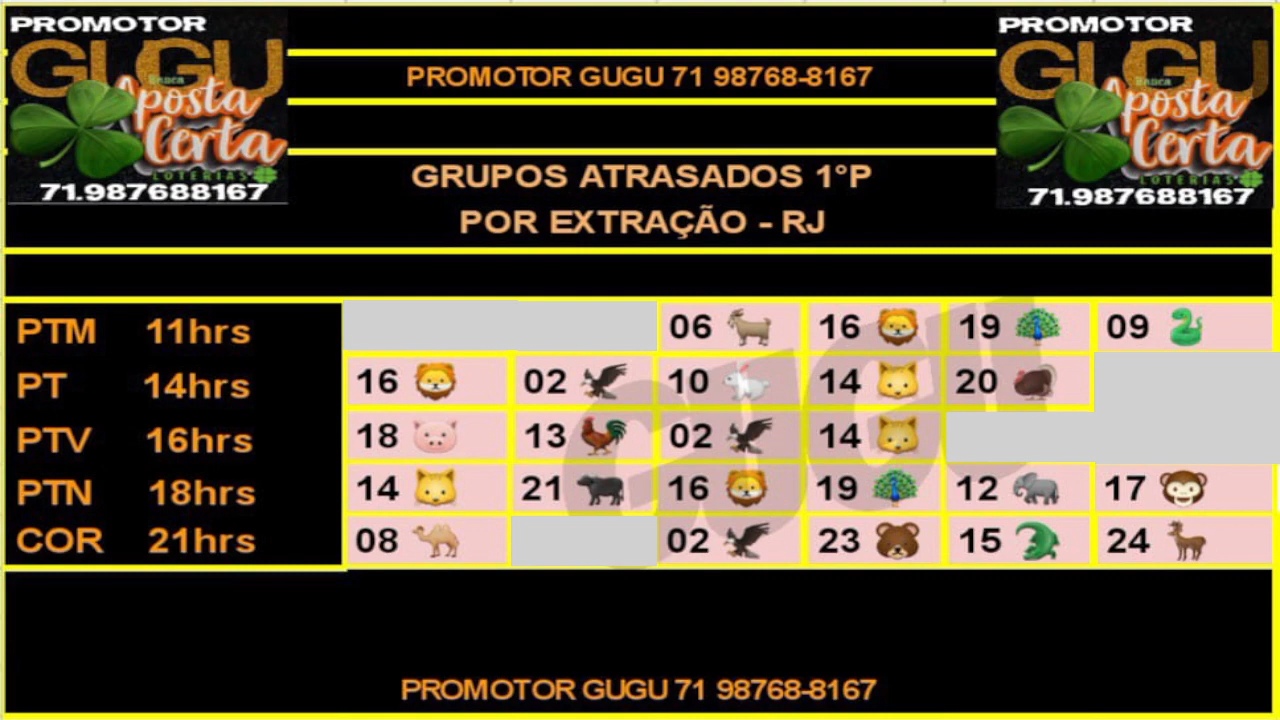 PROMOTOR
GUGU
Banca
Aposta
Certa
LOTERIAS
71.987688167
PROMOTOR GUGU 71 98768-8167
PROMOTOR
GUGU
Banca
Aposta
Certa
LOTERIAS
71.987688167
GRUPOS ATRASADOS 1°P
POR EXTRAÇÃO - RJ
PTM 11hrs 06 16 19 09
PT 14hrs 16 02 10 14 20
PTV 16hrs 18 13 02 14
PTN 18hrs 14 21 16 19 12 17
COR 21hrs 08 02 23 15 24
GUGU
PROMOTOR GUGU 71 98768-8167